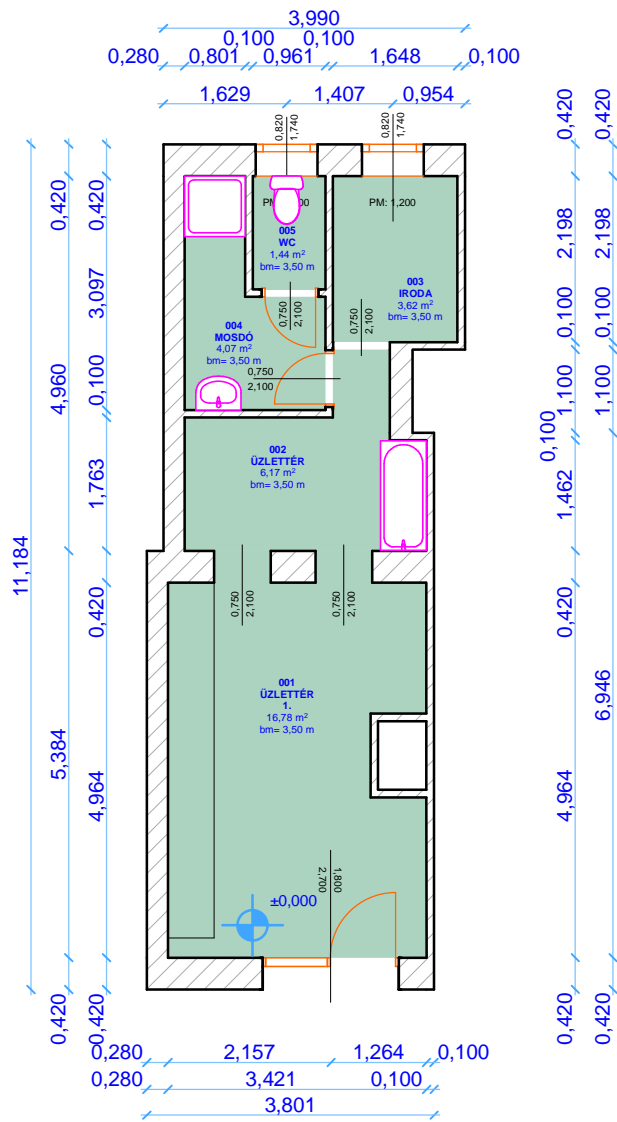 3,990
0,100 0,100
0,280 0,801 0,961 1,648 0,100
1,629 1,407 0,954
0,820
1,740
0,820
1,740
PM: 1,200
005
WC
1,44 m²
bm= 3,50 m
003
IRODA
3,62 m²
bm= 3,50 m
0,750
2,100
0,750
2,100
004
MOSDÓ
4,07 m²
bm= 3,50 m
0,750
2,100
002
ÜZLETTÉR
6,17 m²
bm= 3,50 m
0,750
2,100
0,750
2,100
001
ÜZLETTÉR
1.
16,78 m²
bm= 3,50 m
2,700
1,800
±0,000
11,184
0,420
4,960
5,384
0,420
0,420
3,097
0,100
1,763
0,420
4,964
0,420
0,420
0,420
2,198
2,198
0,100
0,100
1,100
1,100
0,100
1,462
0,420
4,964
6,946
0,420
0,420
0,280 2,157 1,264 0,100
0,280 3,421 0,100
3,801